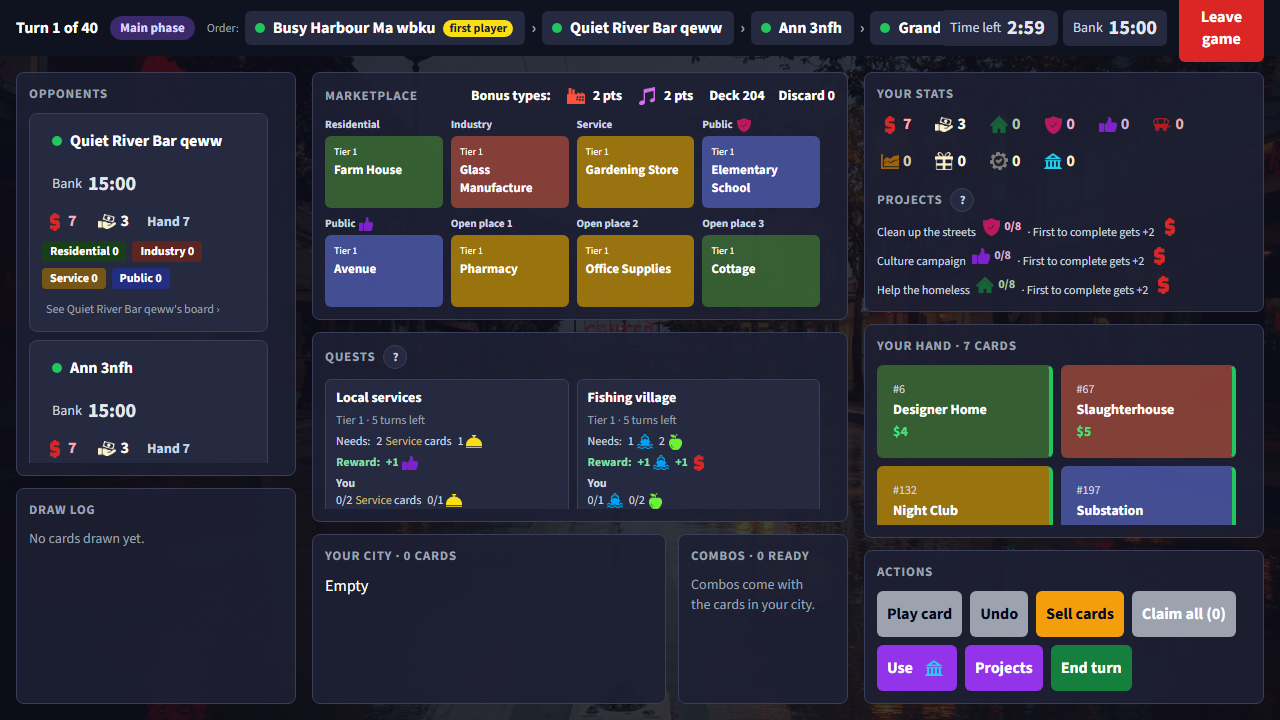 Turn 1 of 40 Main phase Order: Busy Harbour Ma wbku first player › Quiet River Bar qeww › Ann 3nfh › Grand Time left 2:59 Bank 15:00 Leave game
OPPONENTS
Quiet River Bar qeww
Bank 15:00
7 3 Hand 7
Residential 0 Industry 0
Service 0 Public 0
See Quiet River Bar qeww's board ›
Ann 3nfh
Bank 15:00
7 3 Hand 7
DRAW LOG
No cards drawn yet.
MARKETPLACE Bonus types: 2 pts 2 pts Deck 204 Discard 0
Residential Industry Service Public
Tier 1 Tier 1 Tier 1 Tier 1
Farm House Glass Manufacture Gardening Store Elementary School
Public Open place 1 Open place 2 Open place 3
Tier 1 Tier 1 Tier 1 Tier 1
Avenue Pharmacy Office Supplies Cottage
QUESTS ?
Local services
Tier 1 · 5 turns left
Needs: 2 Service cards 1
Reward: +1
You
0/2 Service cards 0/1
Fishing village
Tier 1 · 5 turns left
Needs: 1 2
Reward: +1 +1
You
0/1 0/2
YOUR CITY · 0 CARDS
Empty
COMBOS · 0 READY
Combos come with
the cards in your city.
YOUR STATS
7 3 0 0 0 0
0 0 0 0
PROJECTS ?
Clean up the streets 0/8 · First to complete gets +2
Culture campaign 0/8 · First to complete gets +2
Help the homeless 0/8 · First to complete gets +2
YOUR HAND · 7 CARDS
#6
Designer Home
$4
#67
Slaughterhouse
$5
#132
Night Club
#197
Substation
ACTIONS
Play card Undo Sell cards Claim all (0)
Use Projects End turn